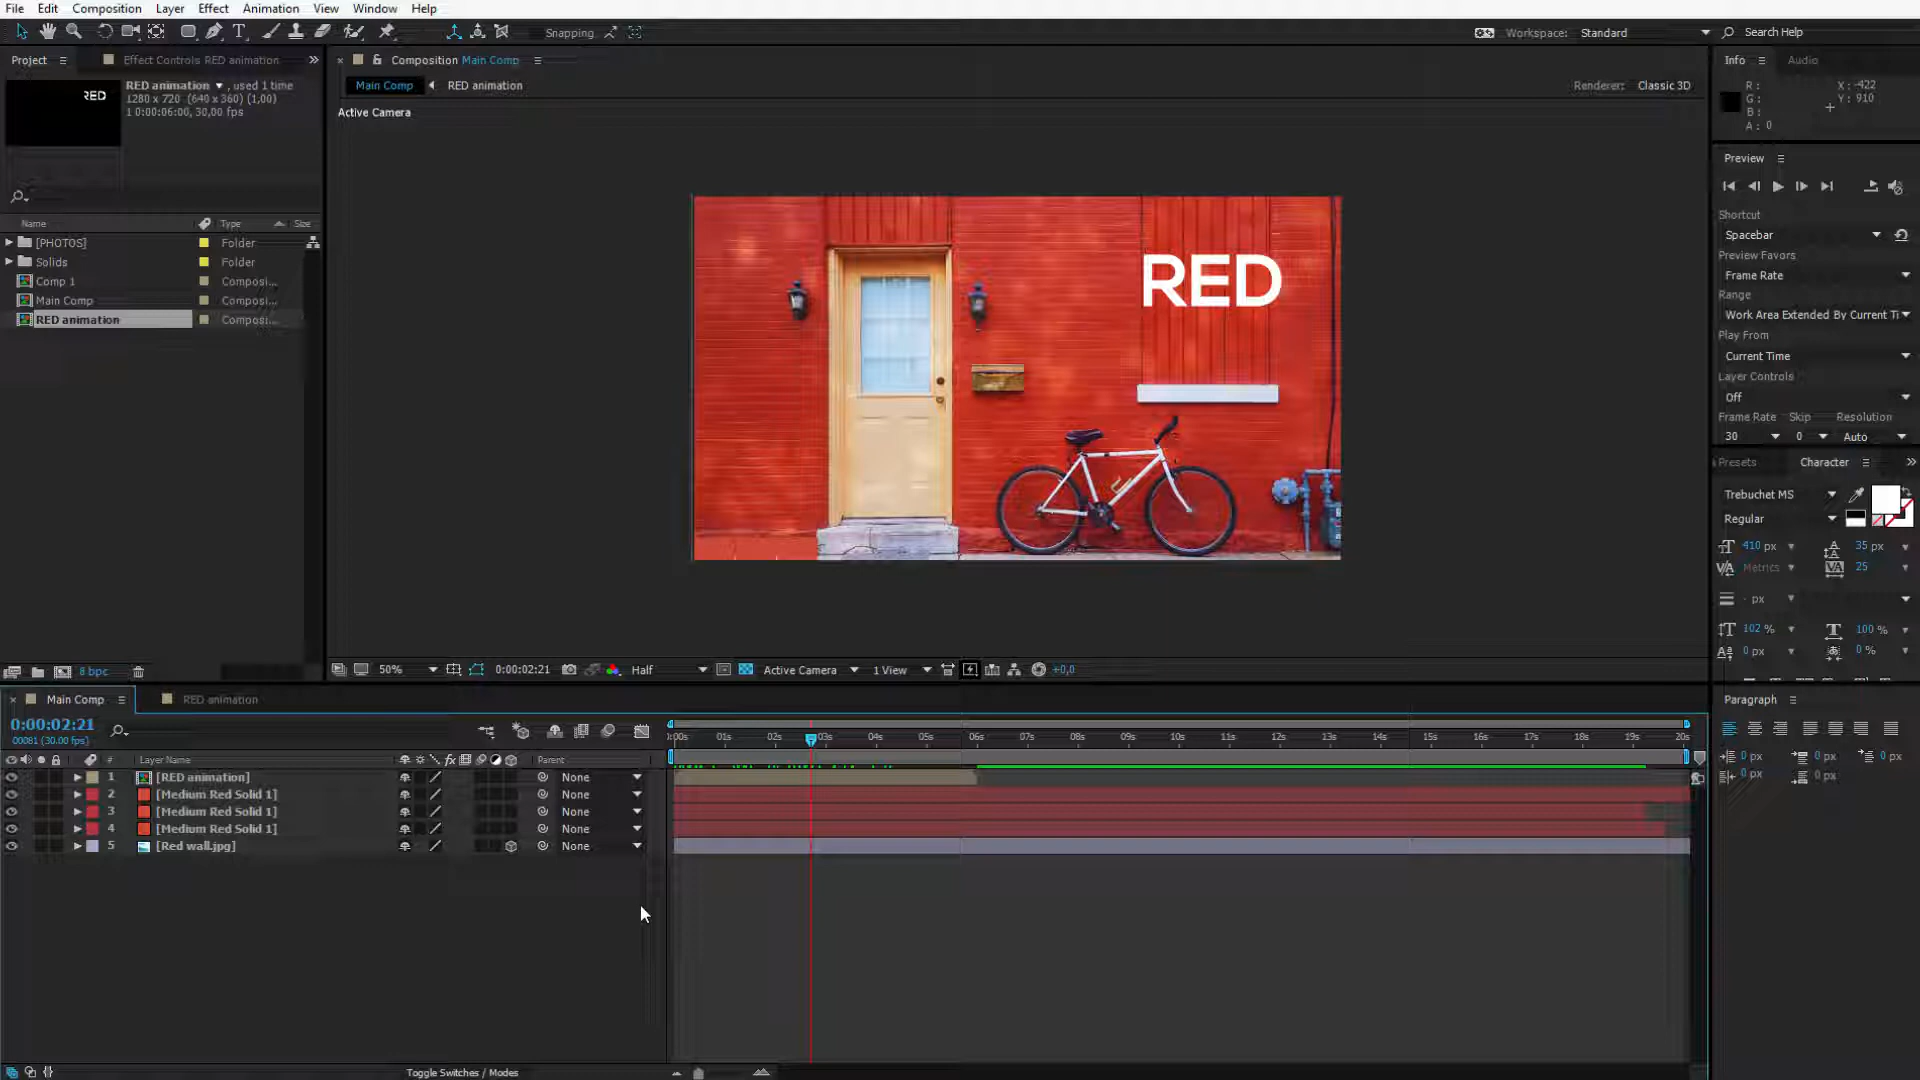 File Edit Composition Layer Effect Animation View Window Help
Snapping
Workspace: Standard
Search Help
Project
Effect Controls RED animation
RED animation ▼ , used 1 time
1280 x 720 (640 x 360) (1,00)
RED
Name Type Size
[PHOTOS] Folder
Solids Folder
Comp 1 Composi...
Main Comp Composi...
RED animation Composi...
8 bpc
Composition Main Comp
Main Comp RED animation
Renderer: Classic 3D
Active Camera
RED
50% 0:00:02:21 Half Active Camera 1 View +0,0
Info Audio
R :
G :
B :
A : 0
X : -422
Y : 910
Preview
Shortcut
Spacebar
Preview Favors
Frame Rate
Range
Work Area Extended By Current Ti
Play From
Current Time
Layer Controls
Off
Frame Rate Skip Resolution
30 0 Auto
Presets Character
Trebuchet MS
Regular
410 px 35 px
Metrics 25
- px
102 % 100 %
0 px 0 %
Main Comp RED animation
0:00:02:21
00081 (30.00 fps)
:00s 01s 02s 03s 04s 05s 06s 07s 08s 09s 10s 11s 12s 13s 14s 15s 16s 17s 18s 19s 20s
# Layer Name fx Parent
1 [RED animation] None
2 [Medium Red Solid 1] None
3 [Medium Red Solid 1] None
4 [Medium Red Solid 1] None
5 [Red wall.jpg] None
Toggle Switches / Modes
Paragraph
0 px 0 px 0 px
0 px 0 px